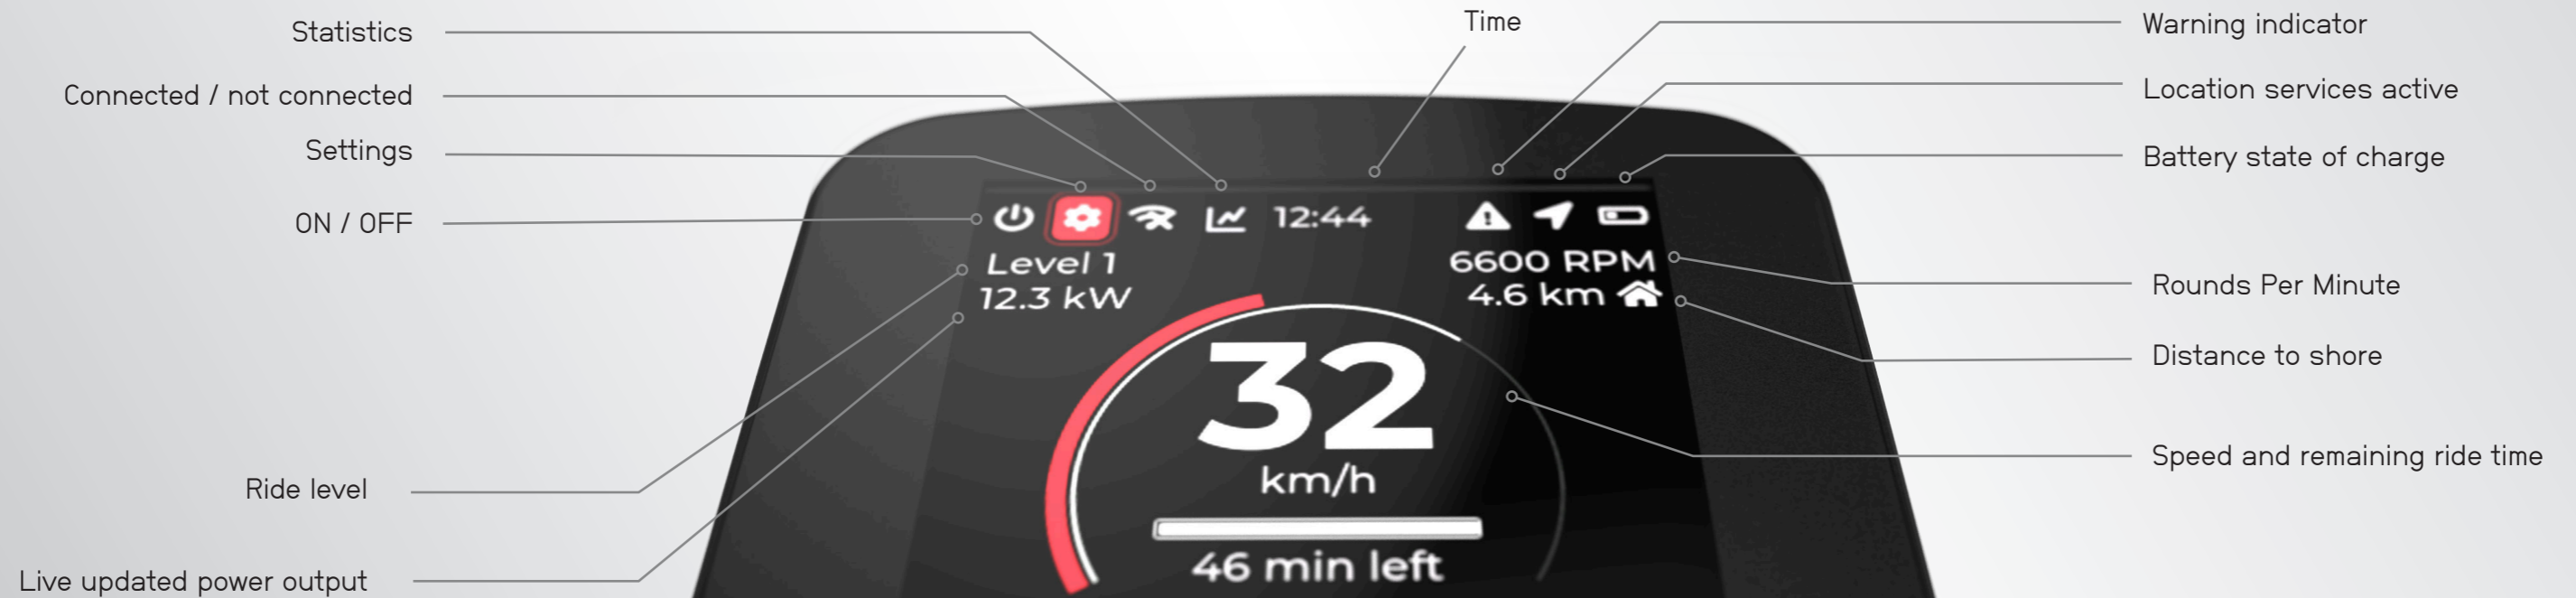 Statistics
Connected / not connected
Settings
ON / OFF
Ride level
Live updated power output
Time
12:44
Level 1
12.3 kW
6600 RPM
4.6 km
32
km/h
46 min left
Warning indicator
Location services active
Battery state of charge
Rounds Per Minute
Distance to shore
Speed and remaining ride time